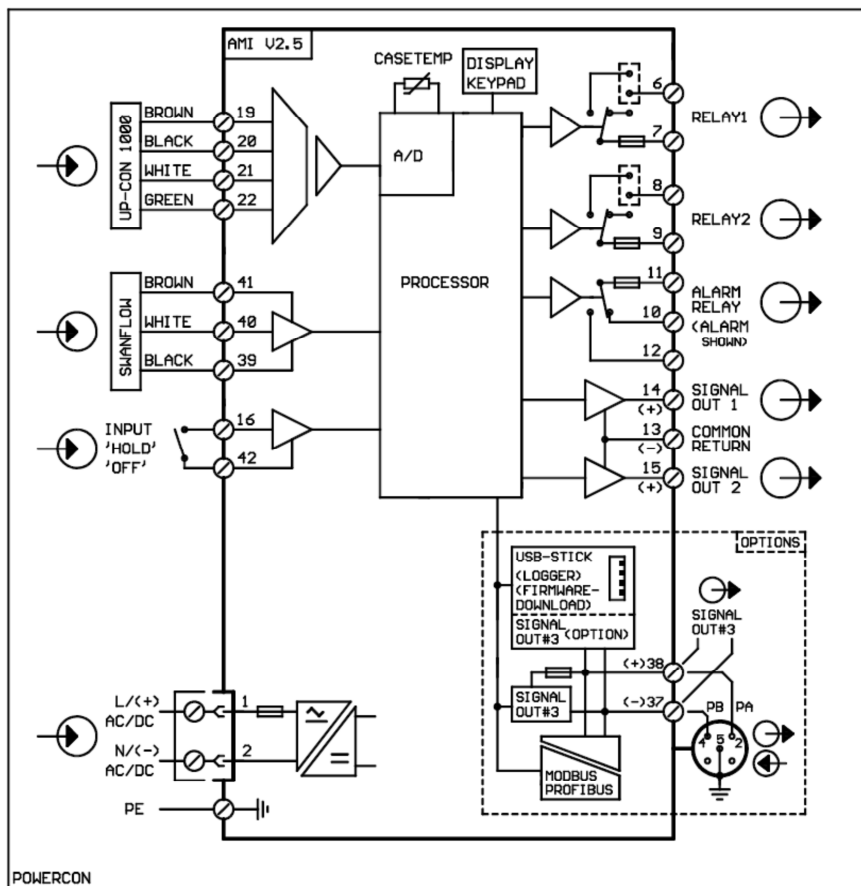 AMI V2.5
CASETEMP
DISPLAY
KEYPAD
UP-CON 1000
BROWN 19
BLACK 20
WHITE 21
GREEN 22
A/D
PROCESSOR
6
7
RELAY1
8
9
RELAY2
SWANFLOW
BROWN 41
WHITE 40
BLACK 39
11
10
12
ALARM
RELAY
(ALARM
SHOWN)
INPUT
'HOLD'
'OFF'
16
42
14
(+)
SIGNAL
OUT 1
13
(-)
COMMON
RETURN
15
(+)
SIGNAL
OUT 2
OPTIONS
USB-STICK
(LOGGER)
(FIRMWARE-
DOWNLOAD)
SIGNAL
OUT#3 (OPTION)
SIGNAL
OUT#3
(+)38
(-)37
SIGNAL
OUT#3
PB PA
4 5 2
MODBUS
PROFIBUS
L/(+)
AC/DC
1
N/(-)
AC/DC
2
PE
POWERCON